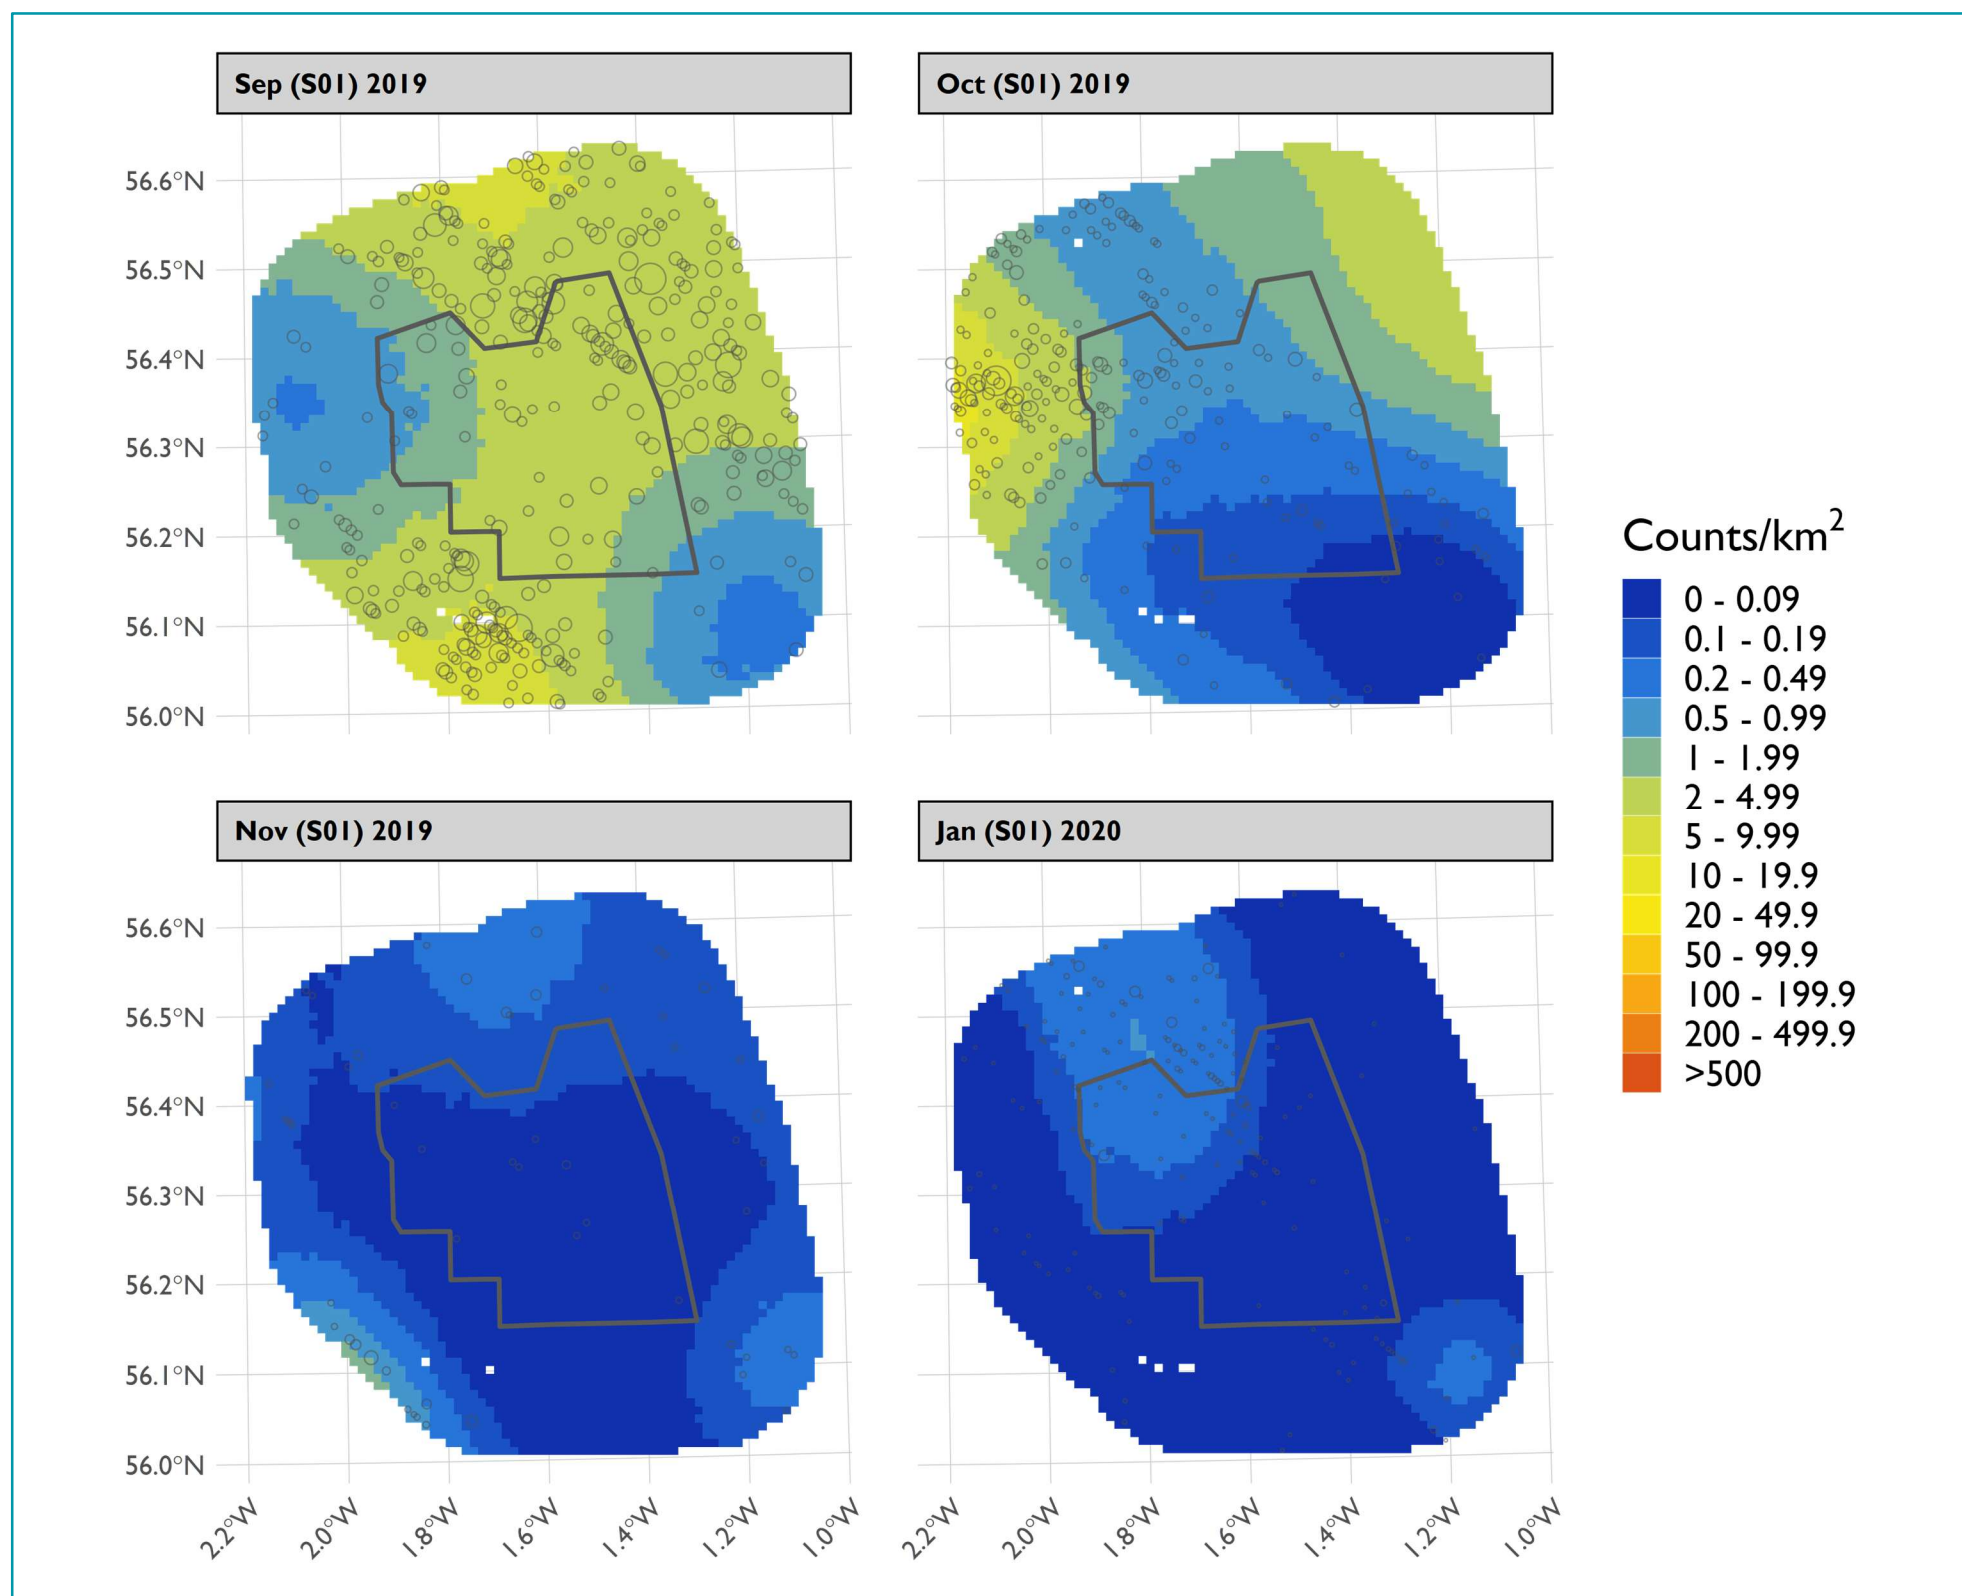 Sep (S01) 2019
Oct (S01) 2019
56.6°N
56.5°N
56.4°N
56.3°N
56.2°N
56.1°N
56.0°N
Nov (S01) 2019
Jan (S01) 2020
56.6°N
56.5°N
56.4°N
56.3°N
56.2°N
56.1°N
56.0°N
2.2°W
2.0°W
1.8°W
1.6°W
1.4°W
1.2°W
1.0°W
2.2°W
2.0°W
1.8°W
1.6°W
1.4°W
1.2°W
1.0°W
Counts/km²
0 - 0.09
0.1 - 0.19
0.2 - 0.49
0.5 - 0.99
1 - 1.99
2 - 4.99
5 - 9.99
10 - 19.9
20 - 49.9
50 - 99.9
100 - 199.9
200 - 499.9
>500